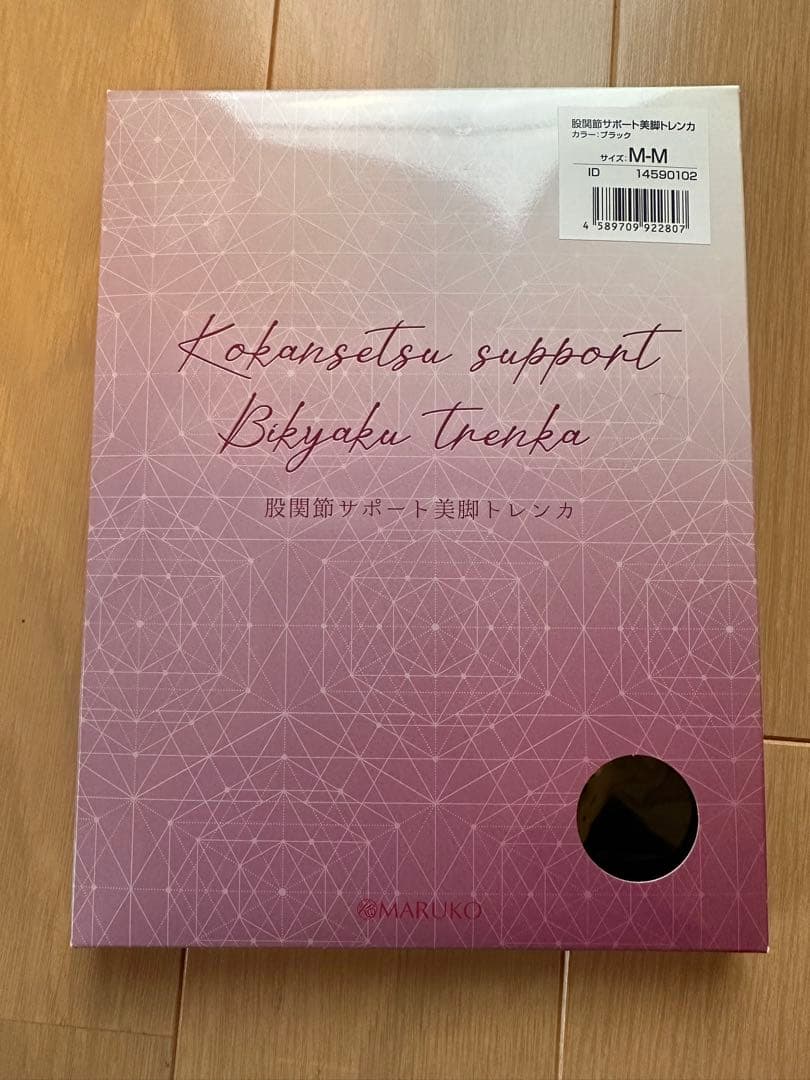 股関節サポート美脚トレンカ
カラー:ブラック
サイズ: M-M
ID 14590102
4 589709 922807
Kokansetsu support
Bikyaku trenka
股関節サポート美脚トレンカ
MARUKO